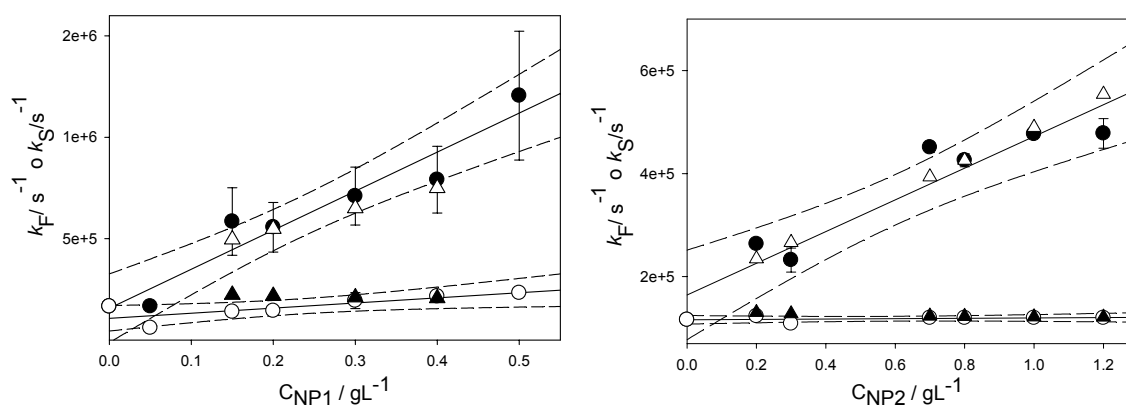 k_F / s⁻¹ o k_S/s⁻¹
2e+6
1e+6
5e+5
0.0 0.1 0.2 0.3 0.4 0.5
C_NP1 / gL⁻¹
k_F/ s⁻¹ o k_S/s⁻¹
6e+5
4e+5
2e+5
0.0 0.2 0.4 0.6 0.8 1.0 1.2
C_NP2 / gL⁻¹